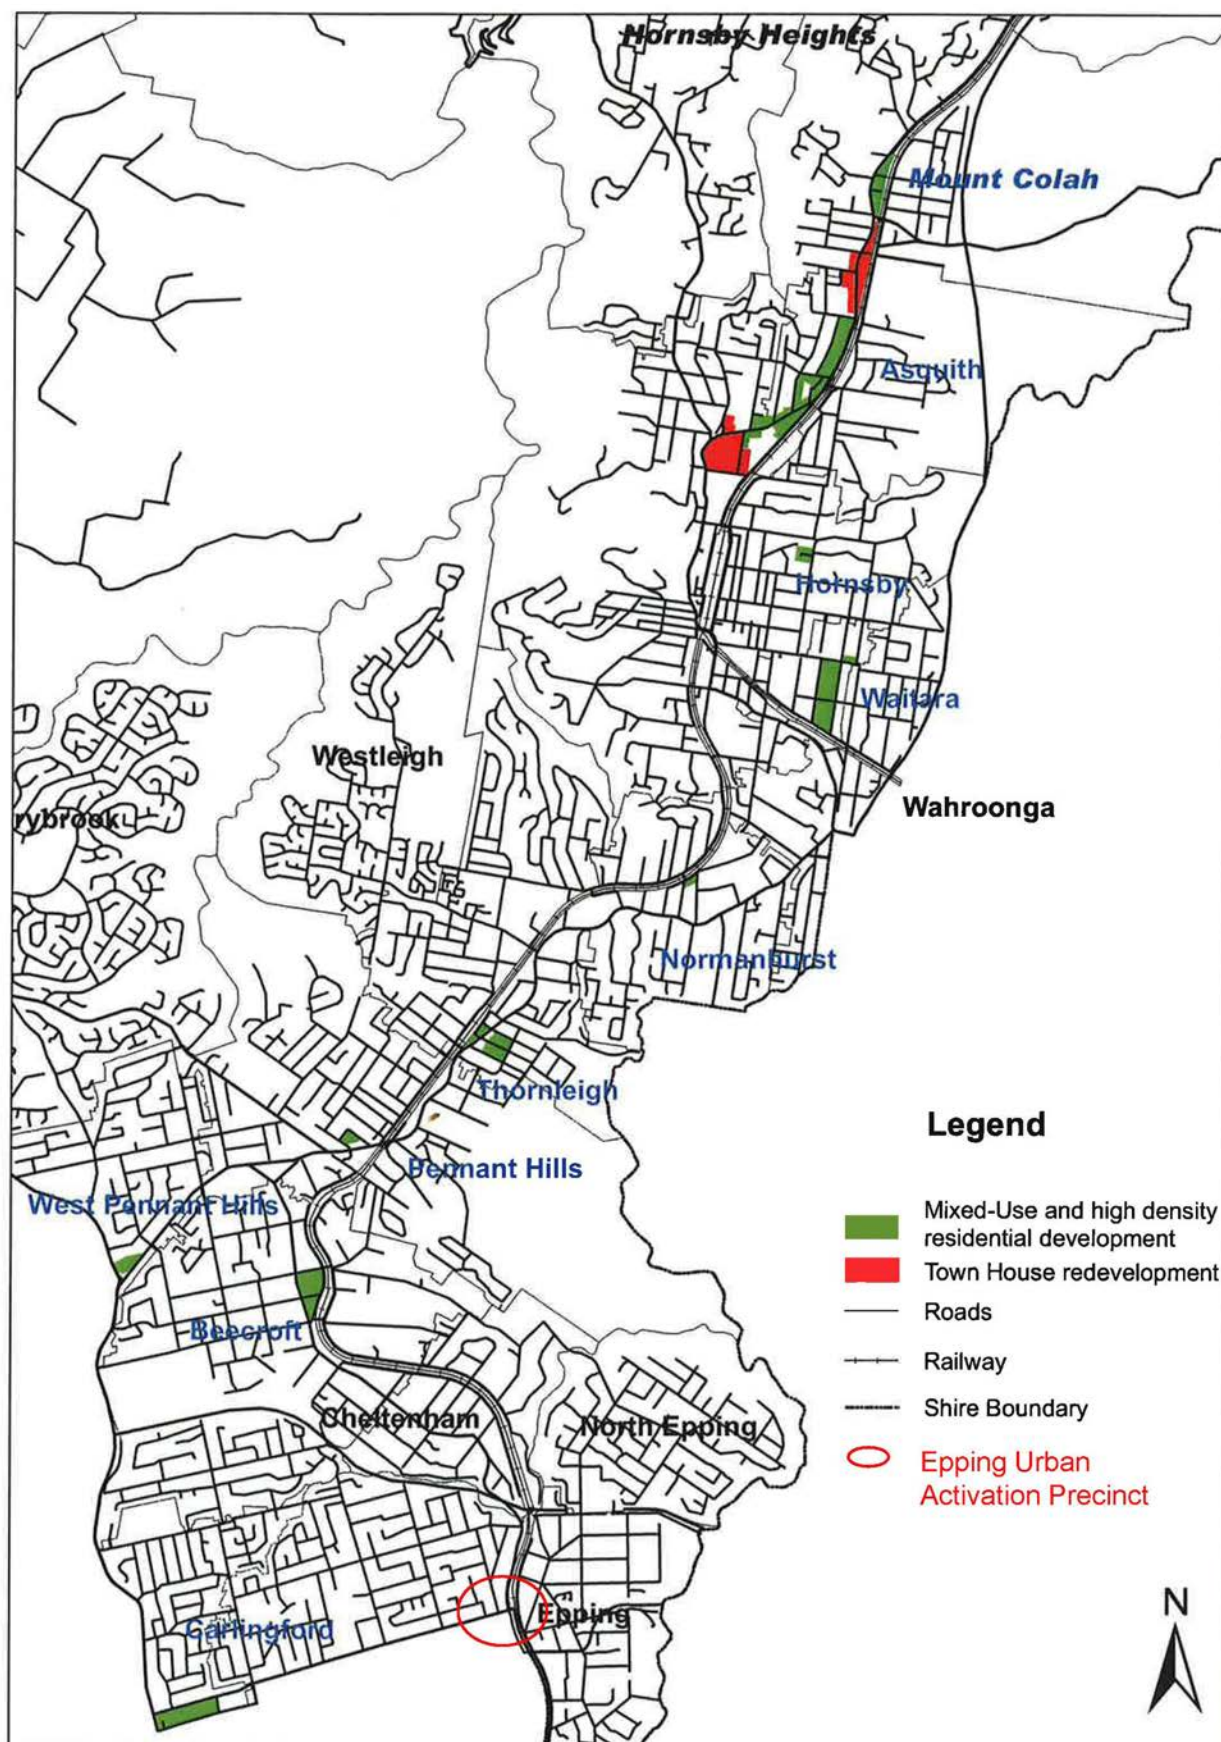 Hornsby Heights
Mount Colah
Asquith
Hornsby
Waitara
Westleigh
Wahroonga
rybrook
Normanhurst
Thornleigh
Pennant Hills
West Pennant Hills
Beecroft
Cheltenham
North Epping
Epping
Carlingford
Legend
Mixed-Use and high density
residential development
Town House redevelopment
Roads
Railway
Shire Boundary
Epping Urban
Activation Precinct
N